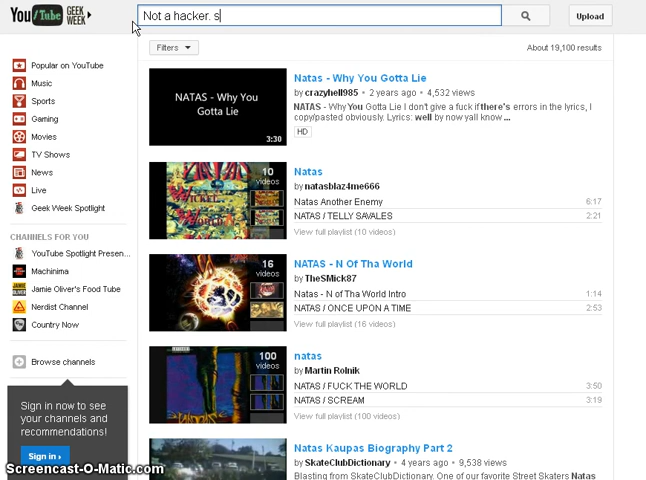 You/Tube GEEK WEEK
Not a hacker. s
Upload
Filters
About 19,100 results
Popular on YouTube
Music
Sports
Gaming
Movies
TV Shows
News
Live
Geek Week Spotlight
CHANNELS FOR YOU
YouTube Spotlight Presen...
Machinima
Jamie Oliver's Food Tube
Nerdist Channel
Country Now
Browse channels
Sign in now to see
your channels and
recommendations!
Sign in ›
NATAS - Why You
Gotta Lie
3:30
Natas - Why You Gotta Lie
by crazyhell985 • 2 years ago • 4,532 views
NATAS - Why You Gotta Lie I don't give a fuck if there's errors in the lyrics, I
copy/pasted obviously. Lyrics: well by now yall know ...
HD
10
videos
Natas
by natasblaz4me666
Natas Another Enemy 6:17
NATAS / TELLY SAVALES 2:21
View full playlist (10 videos)
16
videos
NATAS - N Of Tha World
by TheSMick87
Natas - N of Tha World Intro 1:14
NATAS / ONCE UPON A TIME 2:53
View full playlist (16 videos)
100
videos
natas
by Martin Rolnik
NATAS / FUCK THE WORLD 3:50
NATAS / SCREAM 3:19
View full playlist (100 videos)
Natas Kaupas Biography Part 2
by SkateClubDictionary • 4 years ago • 9,538 views
Blasting from SkateClubDictionary. One of our favorite Street Skaters Natas
Screencast-O-Matic.com